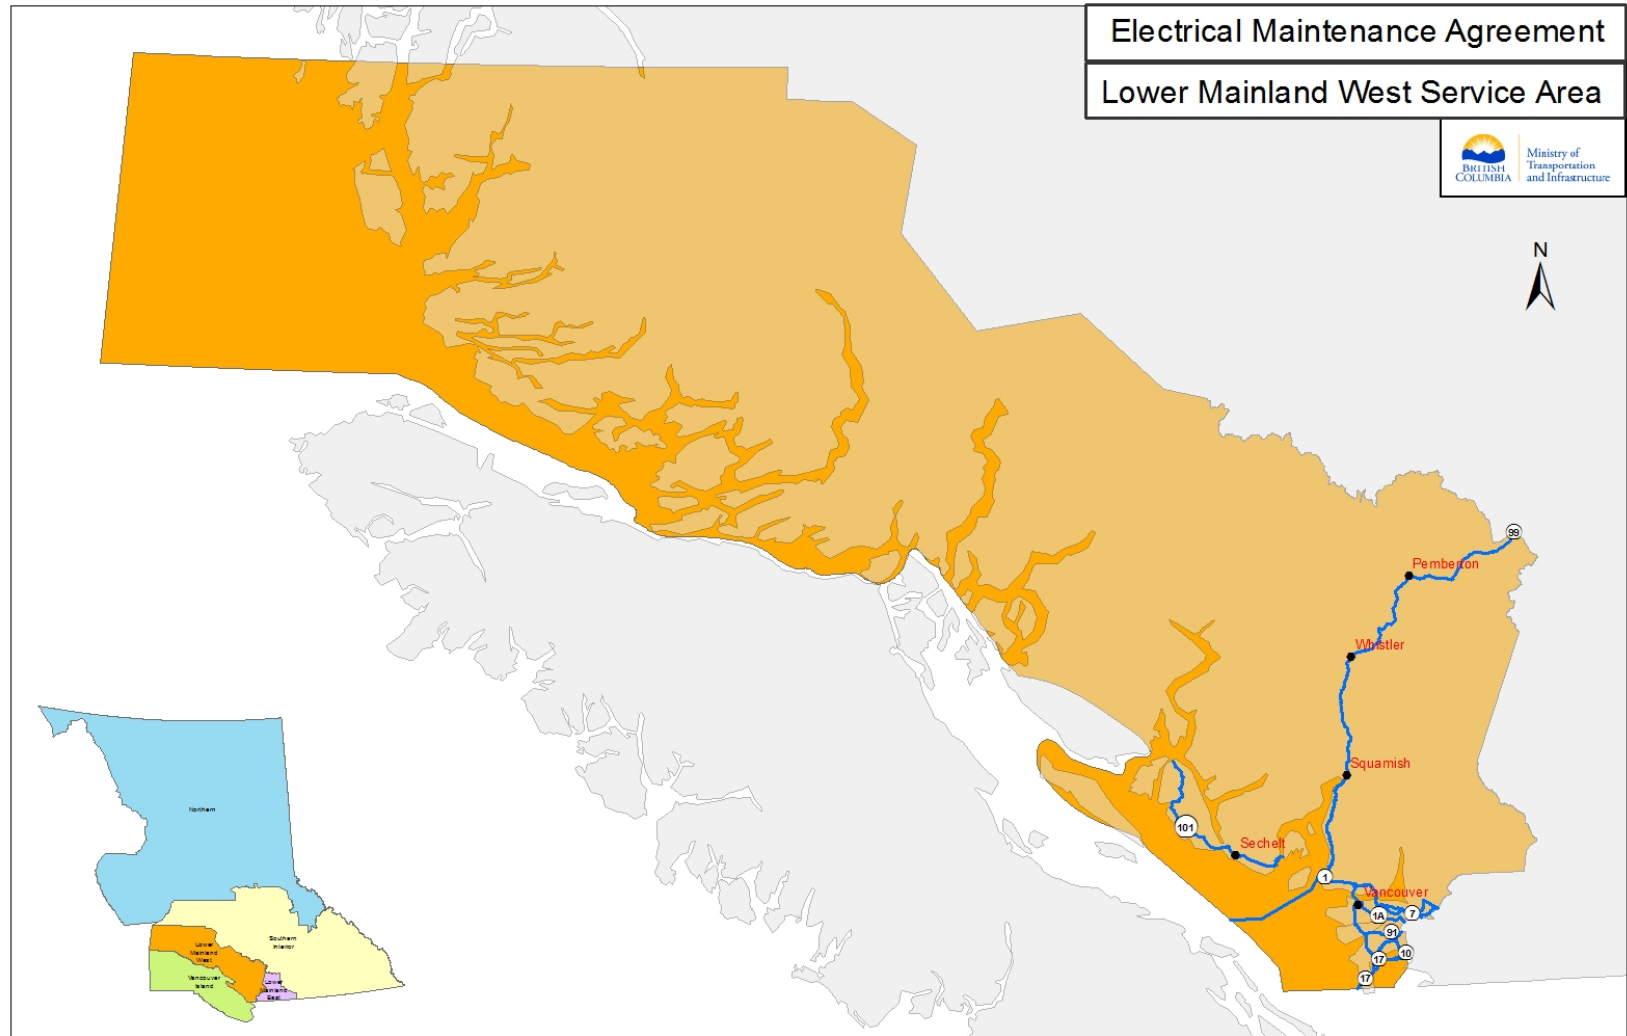 Electrical Maintenance Agreement
Lower Mainland West Service Area
BRITISH
COLUMBIA
Ministry of
Transportation
and Infrastructure
N
99
Pemberton
Whistler
Squamish
101
Sechelt
1
Vancouver
1A
7
91
10
17
17
Northern
Southern
Interior
Lower
Mainland
West
Vancouver
Island
Lower
Mainland
East